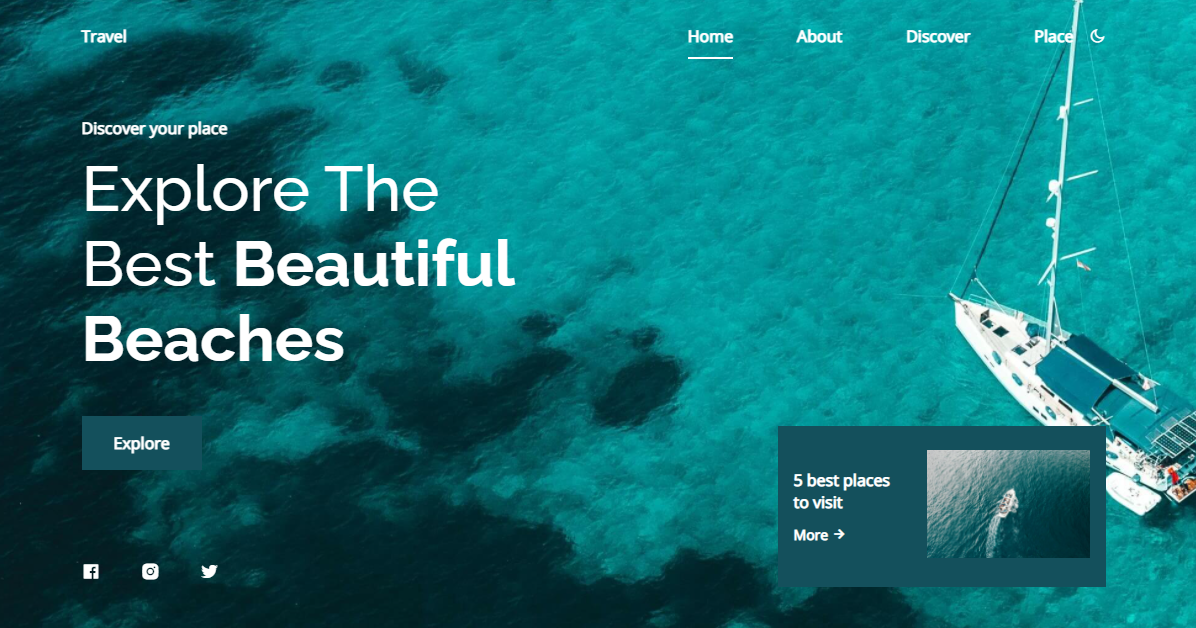 Travel
Home
About
Discover
Place
Discover your place
Explore The
Best Beautiful
Beaches
Explore
5 best places
to visit
More